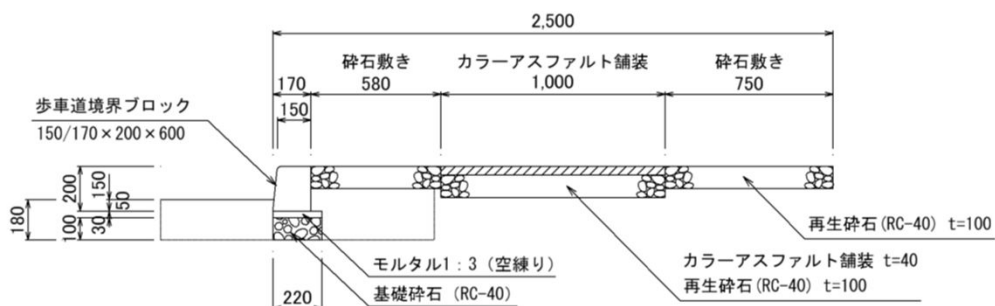 2,500
砕石敷き
カラーアスファルト舗装
砕石敷き
170
580
1,000
750
歩車道境界ブロック
150/170×200×600
150
200
150
50
180
100
30
モルタル1：3（空練り）
基礎砕石（RC-40）
220
再生砕石(RC-40) t=100
カラーアスファルト舗装 t=40
再生砕石(RC-40) t=100